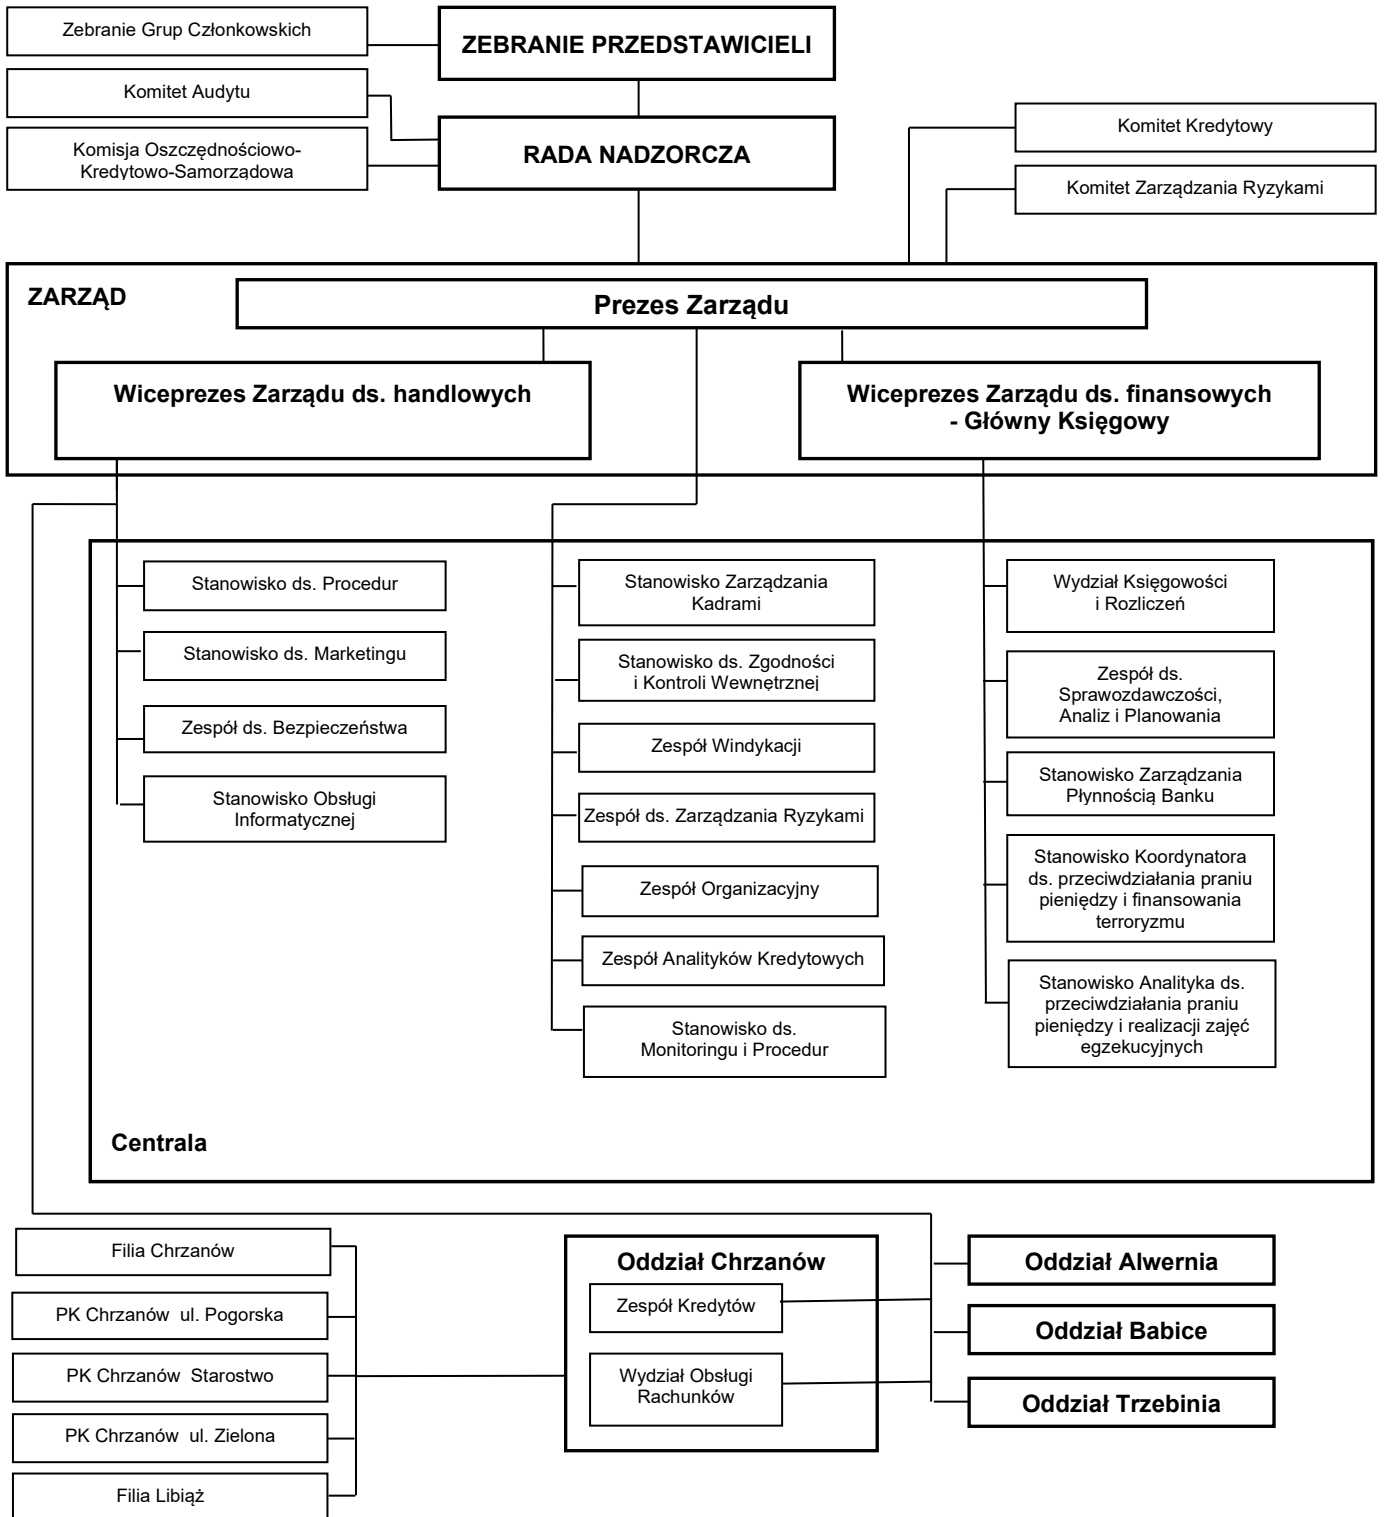 Zebranie Grup Członkowskich
ZEBRANIE PRZEDSTAWICIELI
Komitet Audytu
Komisja Oszczędnościowo-
Kredytowo-Samorządowa
RADA NADZORCZA
Komitet Kredytowy
Komitet Zarządzania Ryzykami
ZARZĄD
Prezes Zarządu
Wiceprezes Zarządu ds. handlowych
Wiceprezes Zarządu ds. finansowych
- Główny Księgowy
Stanowisko ds. Procedur
Stanowisko ds. Marketingu
Zespół ds. Bezpieczeństwa
Stanowisko Obsługi
Informatycznej
Stanowisko Zarządzania
Kadrami
Stanowisko ds. Zgodności
i Kontroli Wewnętrznej
Zespół Windykacji
Zespół ds. Zarządzania Ryzykami
Zespół Organizacyjny
Zespół Analityków Kredytowych
Stanowisko ds.
Monitoringu i Procedur
Wydział Księgowości
i Rozliczeń
Zespół ds.
Sprawozdawczości,
Analiz i Planowania
Stanowisko Zarządzania
Płynnością Banku
Stanowisko Koordynatora
ds. przeciwdziałania praniu
pieniędzy i finansowania
terroryzmu
Stanowisko Analityka ds.
przeciwdziałania praniu
pieniędzy i realizacji zajęć
egzekucyjnych
Centrala
Filia Chrzanów
PK Chrzanów ul. Pogorska
PK Chrzanów Starostwo
PK Chrzanów ul. Zielona
Filia Libiąż
Oddział Chrzanów
Zespół Kredytów
Wydział Obsługi
Rachunków
Oddział Alwernia
Oddział Babice
Oddział Trzebinia